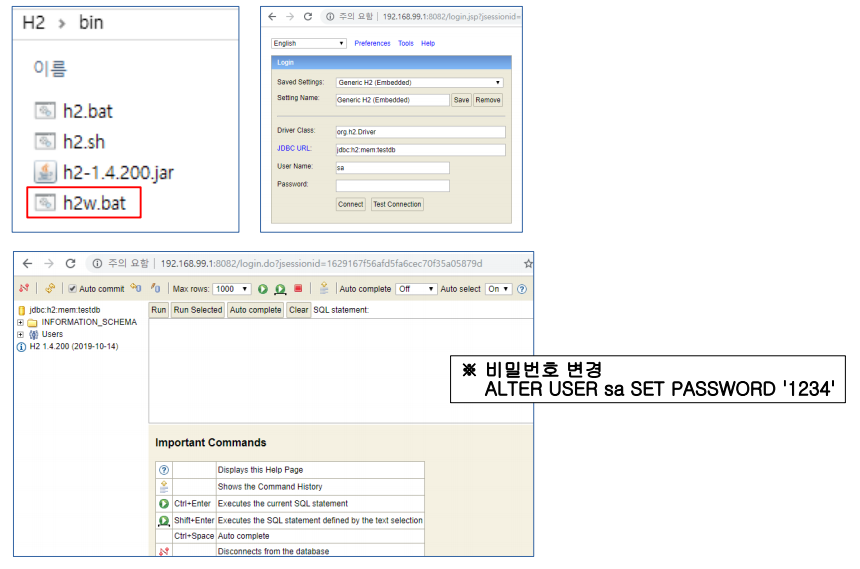 H2 > bin
이름
h2.bat
h2.sh
h2-1.4.200.jar
h2w.bat
주의 요함 | 192.168.99.1:8082/login.jsp?jsessionid=
English Preferences Tools Help
Login
Saved Settings: Generic H2 (Embedded)
Setting Name: Generic H2 (Embedded) Save Remove
Driver Class: org.h2.Driver
JDBC URL: jdbc:h2:mem:testdb
User Name: sa
Password:
Connect Test Connection
주의 요함 | 192.168.99.1:8082/login.do?jsessionid=1629167f56afd5fa6cec70f35a05879d
Auto commit Max rows: 1000 Auto complete Off Auto select On
jdbc:h2:mem:testdb
INFORMATION_SCHEMA
Users
H2 1.4.200 (2019-10-14)
Run Run Selected Auto complete Clear SQL statement:
※ 비밀번호 변경
ALTER USER sa SET PASSWORD '1234'
Important Commands
Displays this Help Page
Shows the Command History
Ctrl+Enter Executes the current SQL statement
Shift+Enter Executes the SQL statement defined by the text selection
Ctrl+Space Auto complete
Disconnects from the database